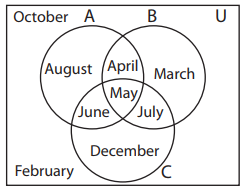 October A B U
August April March
May
June July
December
February C